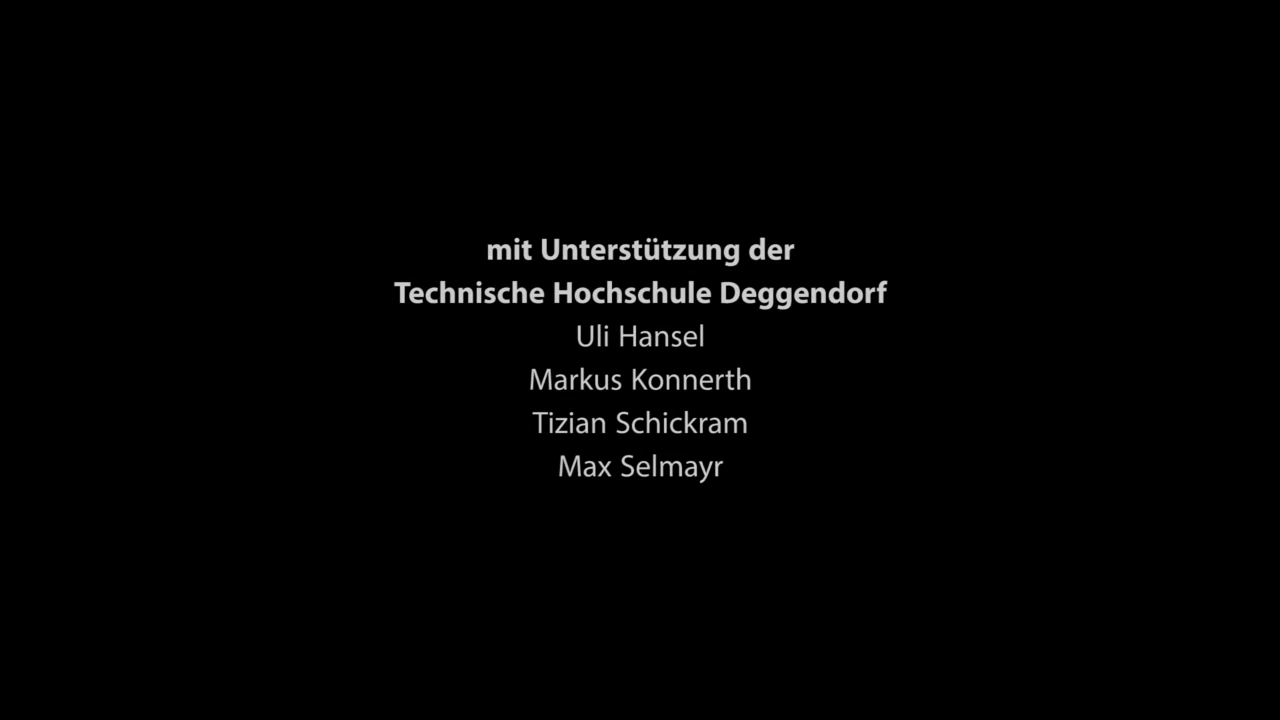 mit Unterstützung der
Technische Hochschule Deggendorf
Uli Hansel
Markus Konnerth
Tizian Schickram
Max Selmayr